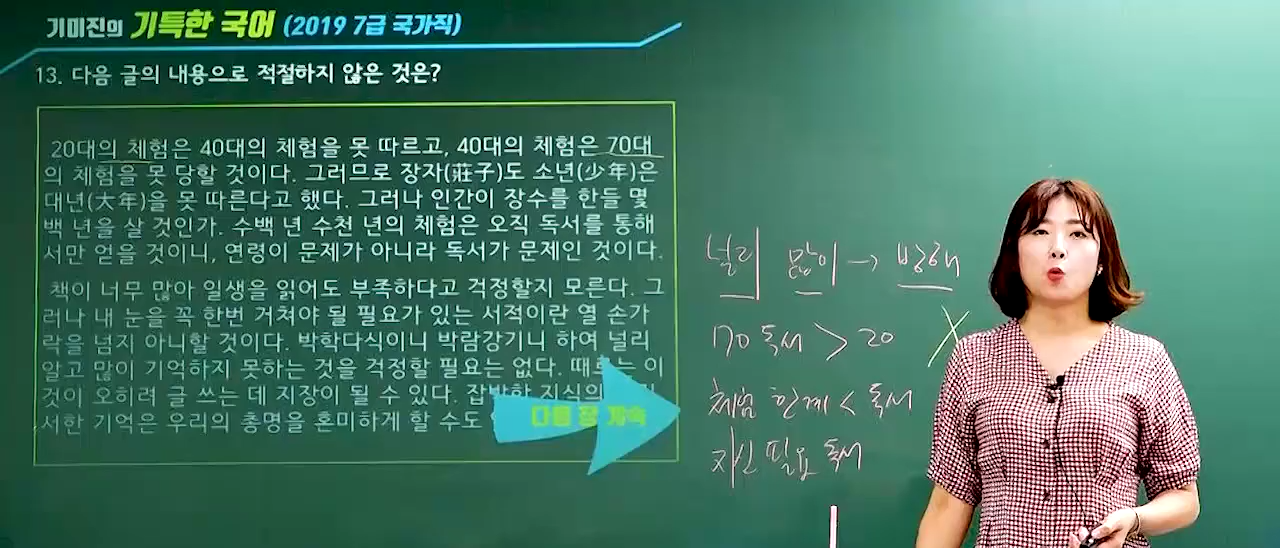 기미진의 기특한 국어 (2019 7급 국가직)
13. 다음 글의 내용으로 적절하지 않은 것은?
20대의 체험은 40대의 체험을 못 따르고, 40대의 체험은 70대
의 체험을 못 당할 것이다. 그러므로 장자(莊子)도 소년(少年)은
대년(大年)을 못 따른다고 했다. 그러나 인간이 장수를 한들 몇
백 년을 살 것인가. 수백 년 수천 년의 체험은 오직 독서를 통해
서만 얻을 것이니, 연령이 문제가 아니라 독서가 문제인 것이다.
책이 너무 많아 일생을 읽어도 부족하다고 걱정할지 모른다. 그
러나 내 눈을 꼭 한번 거쳐야 될 필요가 있는 서적이란 열 손가
락을 넘지 아니할 것이다. 박학다식이니 박람강기니 하여 널리
알고 많이 기억하지 못하는 것을 걱정할 필요는 없다. 때로는 이
것이 오히려 글 쓰는 데 지장이 될 수 있다. 잡박한 지식의
서한 기억은 우리의 총명을 혼미하게 할 수도
다음 장 계속
널리 많이 → 방해
70 독서 > 20 X
체험 한계 < 독서
자신 필요 독서